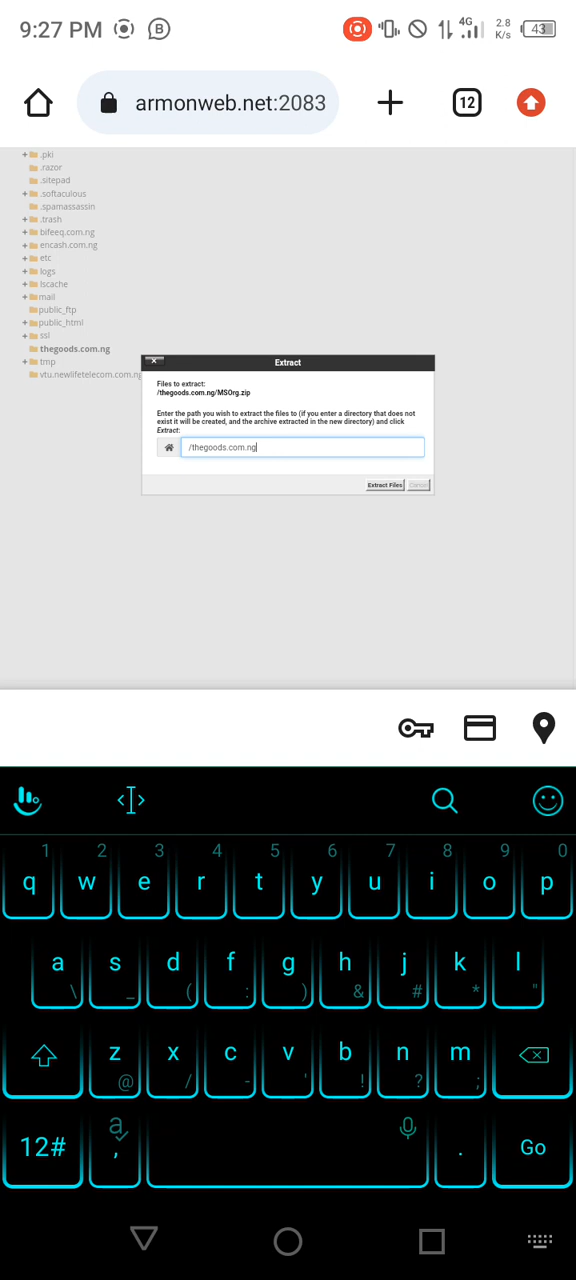 9:27 PM B 4G 2.8 K/s 43
armonweb.net:2083 12
.pki
.razor
.sitepad
.softaculous
.spamassassin
.trash
bifeeq.com.ng
encash.com.ng
etc
logs
lscache
mail
public_ftp
public_html
ssl
thegoods.com.ng
tmp
vtu.newlifetelecom.com.ng
Extract
Files to extract:
/thegoods.com.ng/MSOrg.zip
Enter the path you wish to extract the files to (if you enter a directory that does not
exist it will be created, and the archive extracted in the new directory) and click
Extract:
/thegoods.com.ng
Extract Files Cancel
1 2 3 4 5 6 7 8 9 0
q w e r t y u i o p
a s d f g h j k l
\ _ ( : ) & # * "
z x c v b n m
@ / - ' ! ? ;
a
12# , . Go